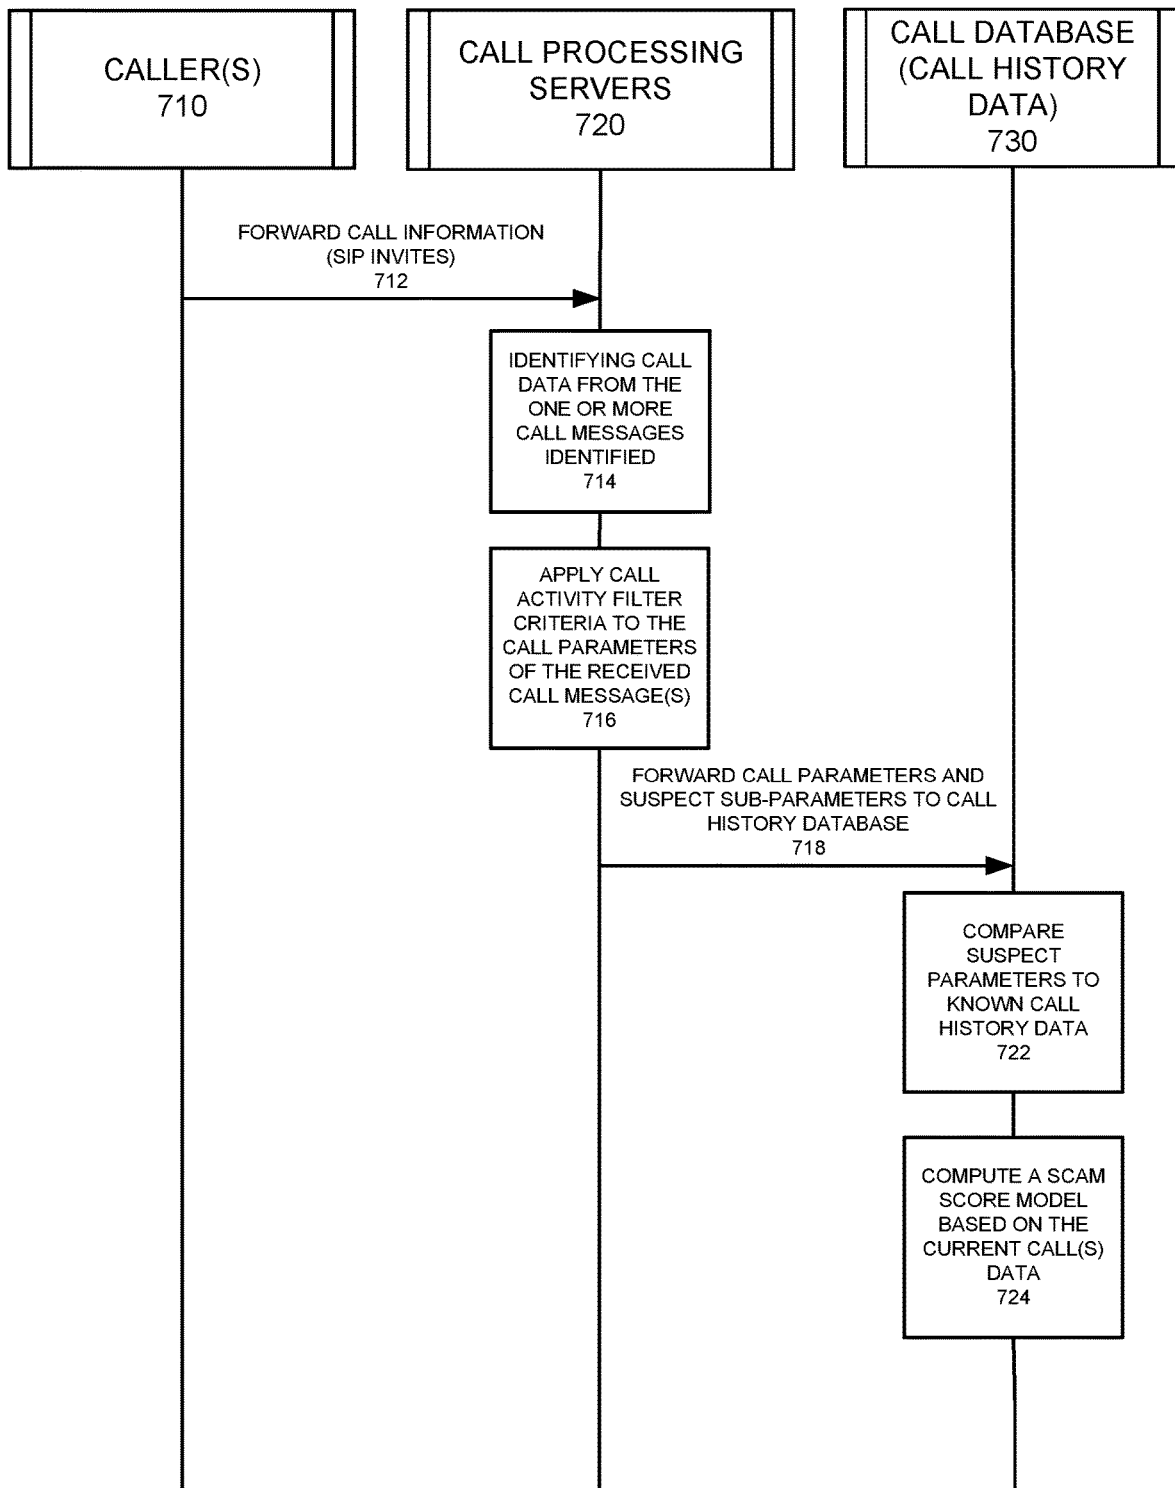 CALLER(S)
710
CALL PROCESSING
SERVERS
720
CALL DATABASE
(CALL HISTORY
DATA)
730
FORWARD CALL INFORMATION
(SIP INVITES)
712
IDENTIFYING CALL
DATA FROM THE
ONE OR MORE
CALL MESSAGES
IDENTIFIED
714
APPLY CALL
ACTIVITY FILTER
CRITERIA TO THE
CALL PARAMETERS
OF THE RECEIVED
CALL MESSAGE(S)
716
FORWARD CALL PARAMETERS AND
SUSPECT SUB-PARAMETERS TO CALL
HISTORY DATABASE
718
COMPARE
SUSPECT
PARAMETERS TO
KNOWN CALL
HISTORY DATA
722
COMPUTE A SCAM
SCORE MODEL
BASED ON THE
CURRENT CALL(S)
DATA
724